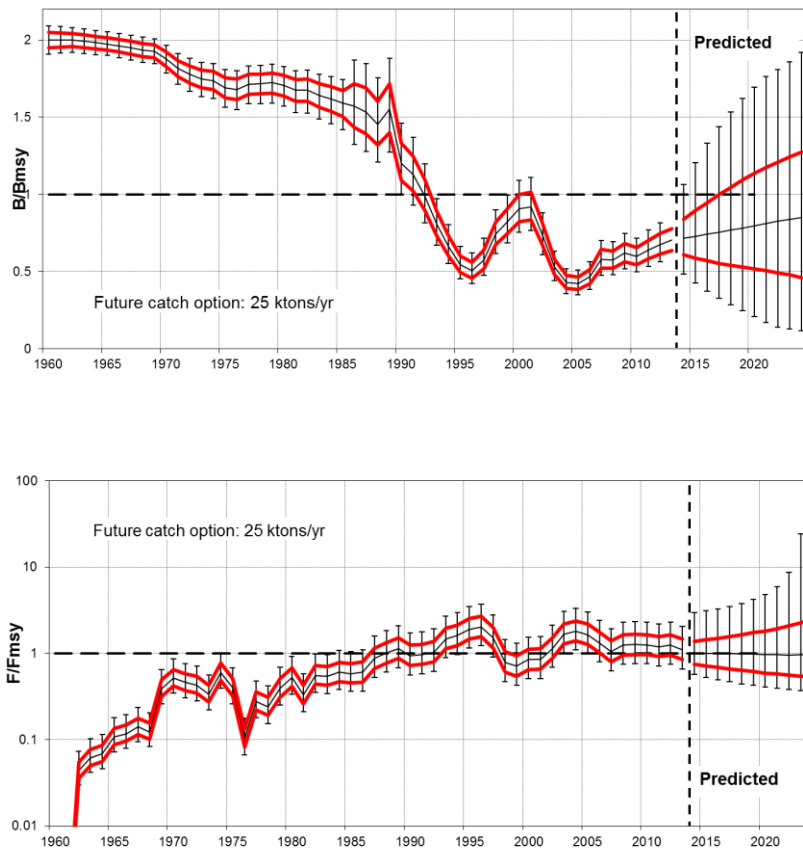 2
Predicted
1.5
B/Bmsy
1
0.5
Future catch option: 25 ktons/yr
0
1960 1965 1970 1975 1980 1985 1990 1995 2000 2005 2010 2015 2020
100
Future catch option: 25 ktons/yr
10
F/Fmsy
1
0.1
Predicted
0.01
1960 1965 1970 1975 1980 1985 1990 1995 2000 2005 2010 2015 2020